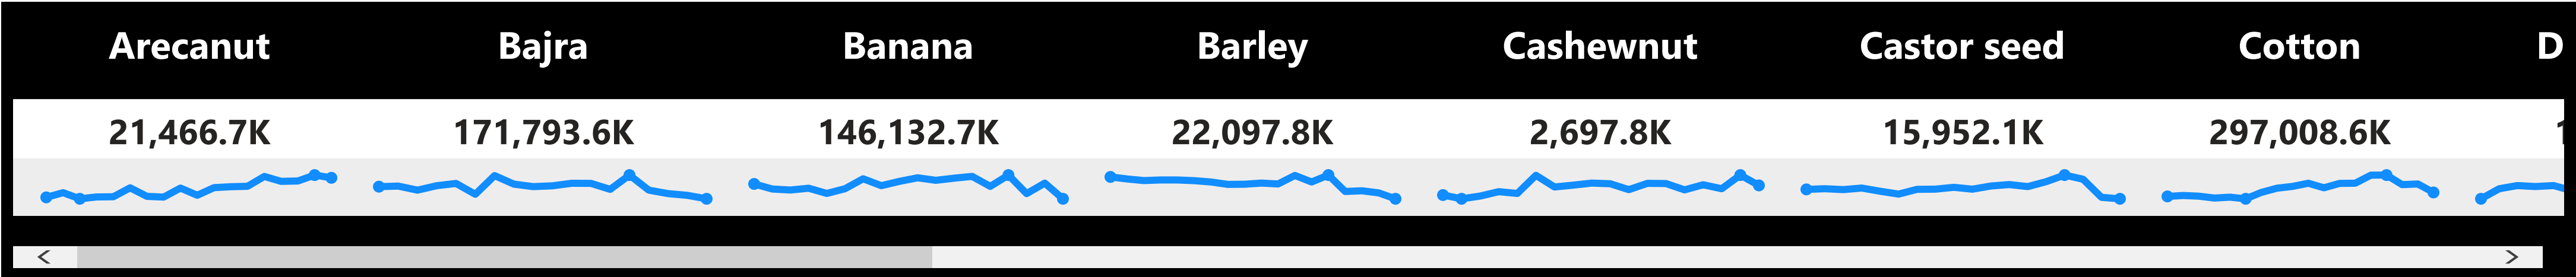 Arecanut Bajra Banana Barley Cashewnut Castor seed Cotton D
21,466.7K 171,793.6K 146,132.7K 22,097.8K 2,697.8K 15,952.1K 297,008.6K